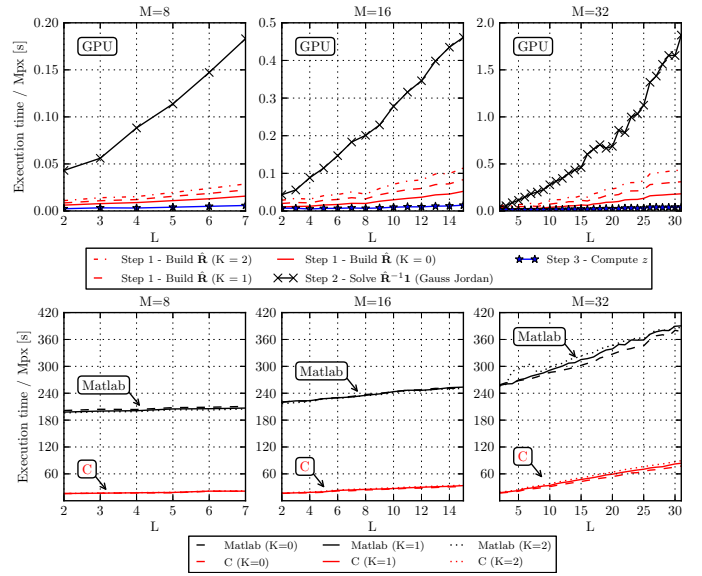 M=8
M=16
M=32
Execution time / Mpx [s]
0.20
0.15
0.10
0.05
0.00
GPU
2 3 4 5 6 7
L
0.5
0.4
0.3
0.2
0.1
0.0
GPU
2 4 6 8 10 12 14
L
2.0
1.5
1.0
0.5
0.0
GPU
5 10 15 20 25 30
L
Step 1 - Build R̂ (K = 2)
Step 1 - Build R̂ (K = 0)
Step 3 - Compute z
Step 1 - Build R̂ (K = 1)
Step 2 - Solve R̂⁻¹1 (Gauss Jordan)
M=8
M=16
M=32
Execution time / Mpx [s]
420
360
300
240
180
120
60
Matlab
C
2 3 4 5 6 7
L
420
360
300
240
180
120
60
Matlab
C
2 4 6 8 10 12 14
L
420
360
300
240
180
120
60
Matlab
C
5 10 15 20 25 30
L
Matlab (K=0)
Matlab (K=1)
Matlab (K=2)
C (K=0)
C (K=1)
C (K=2)